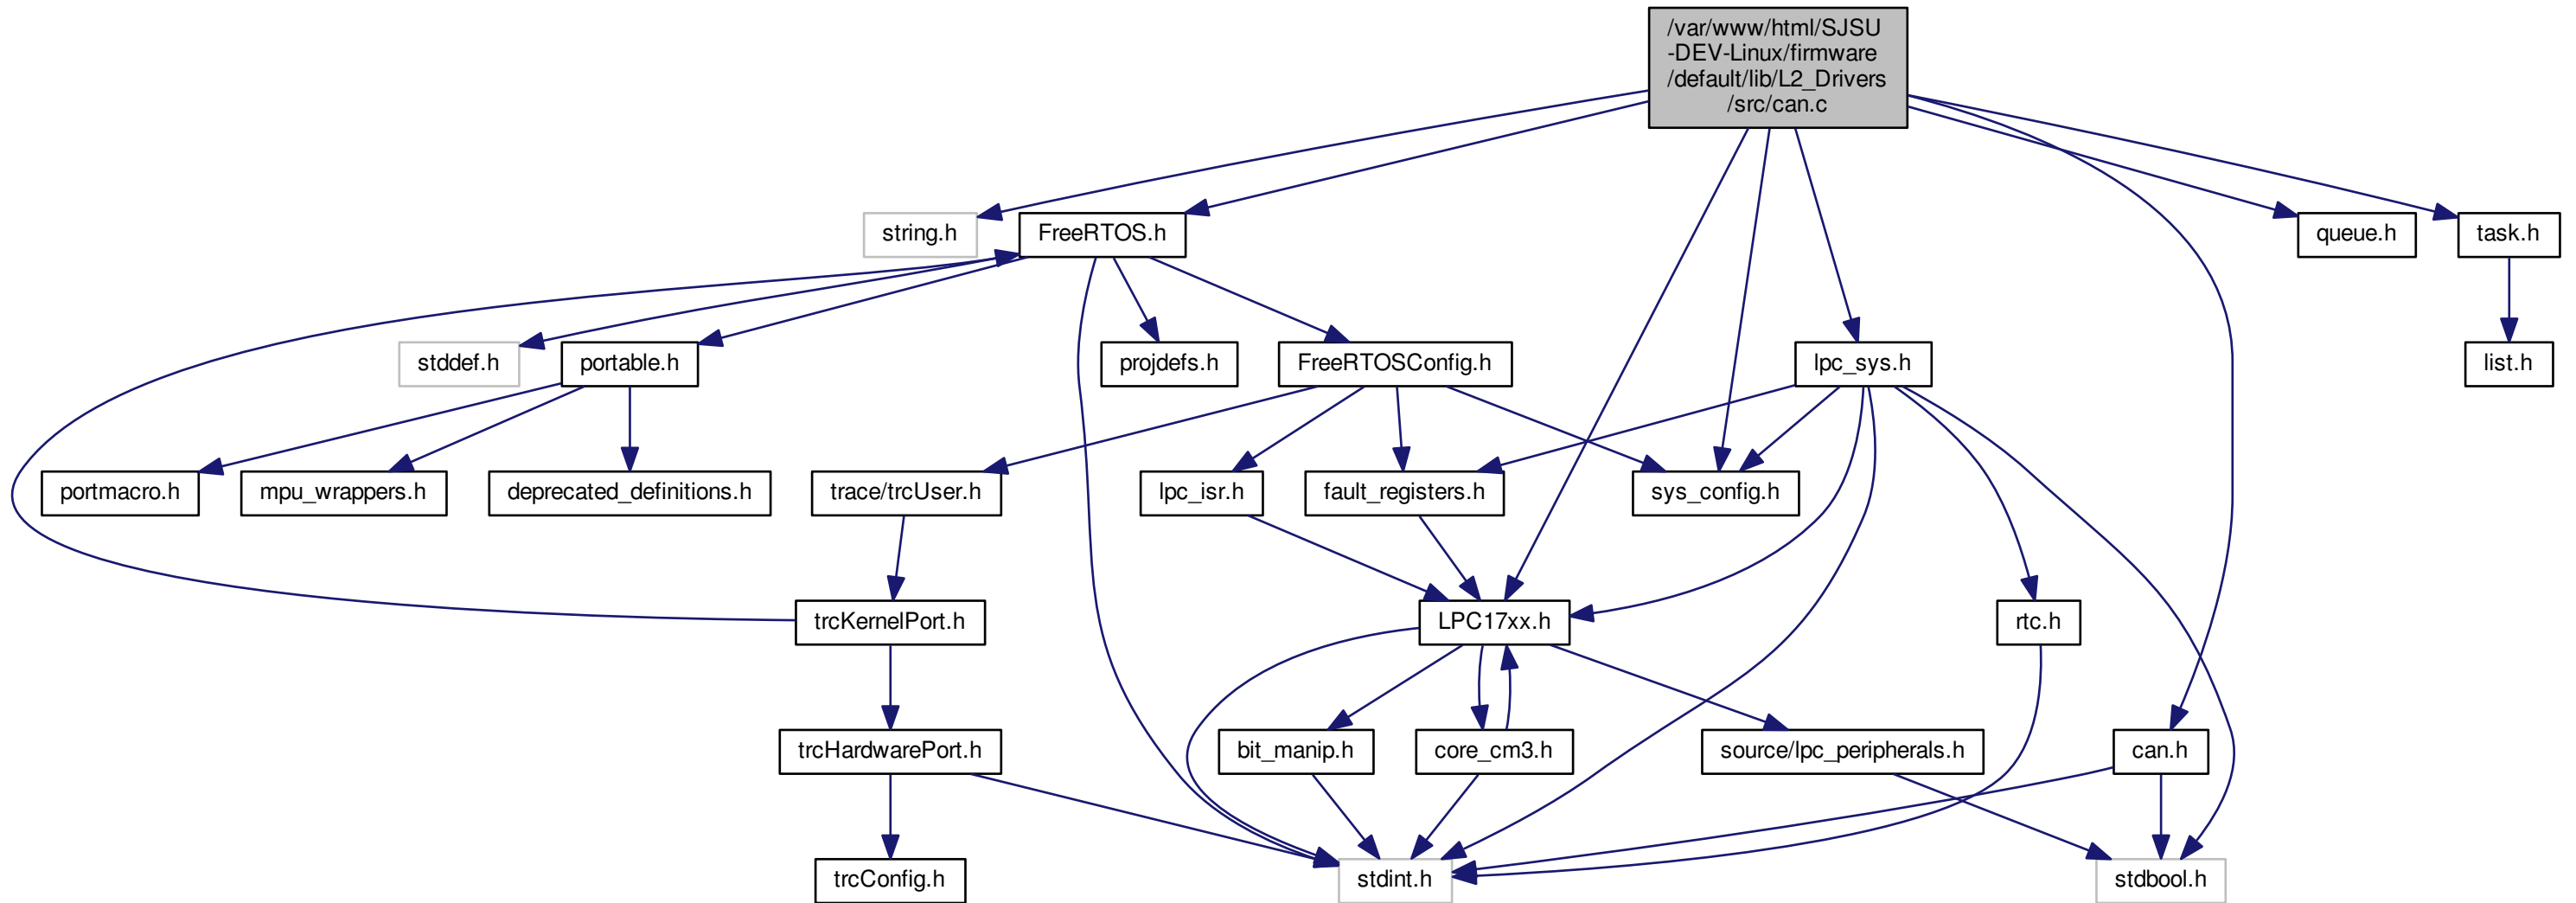 /var/www/html/SJSU
-DEV-Linux/firmware
/default/lib/L2_Drivers
/src/can.c
string.h
FreeRTOS.h
queue.h
task.h
stddef.h
portable.h
projdefs.h
FreeRTOSConfig.h
lpc_sys.h
list.h
portmacro.h
mpu_wrappers.h
deprecated_definitions.h
trace/trcUser.h
lpc_isr.h
fault_registers.h
sys_config.h
trcKernelPort.h
LPC17xx.h
rtc.h
trcHardwarePort.h
bit_manip.h
core_cm3.h
source/lpc_peripherals.h
can.h
trcConfig.h
stdint.h
stdbool.h